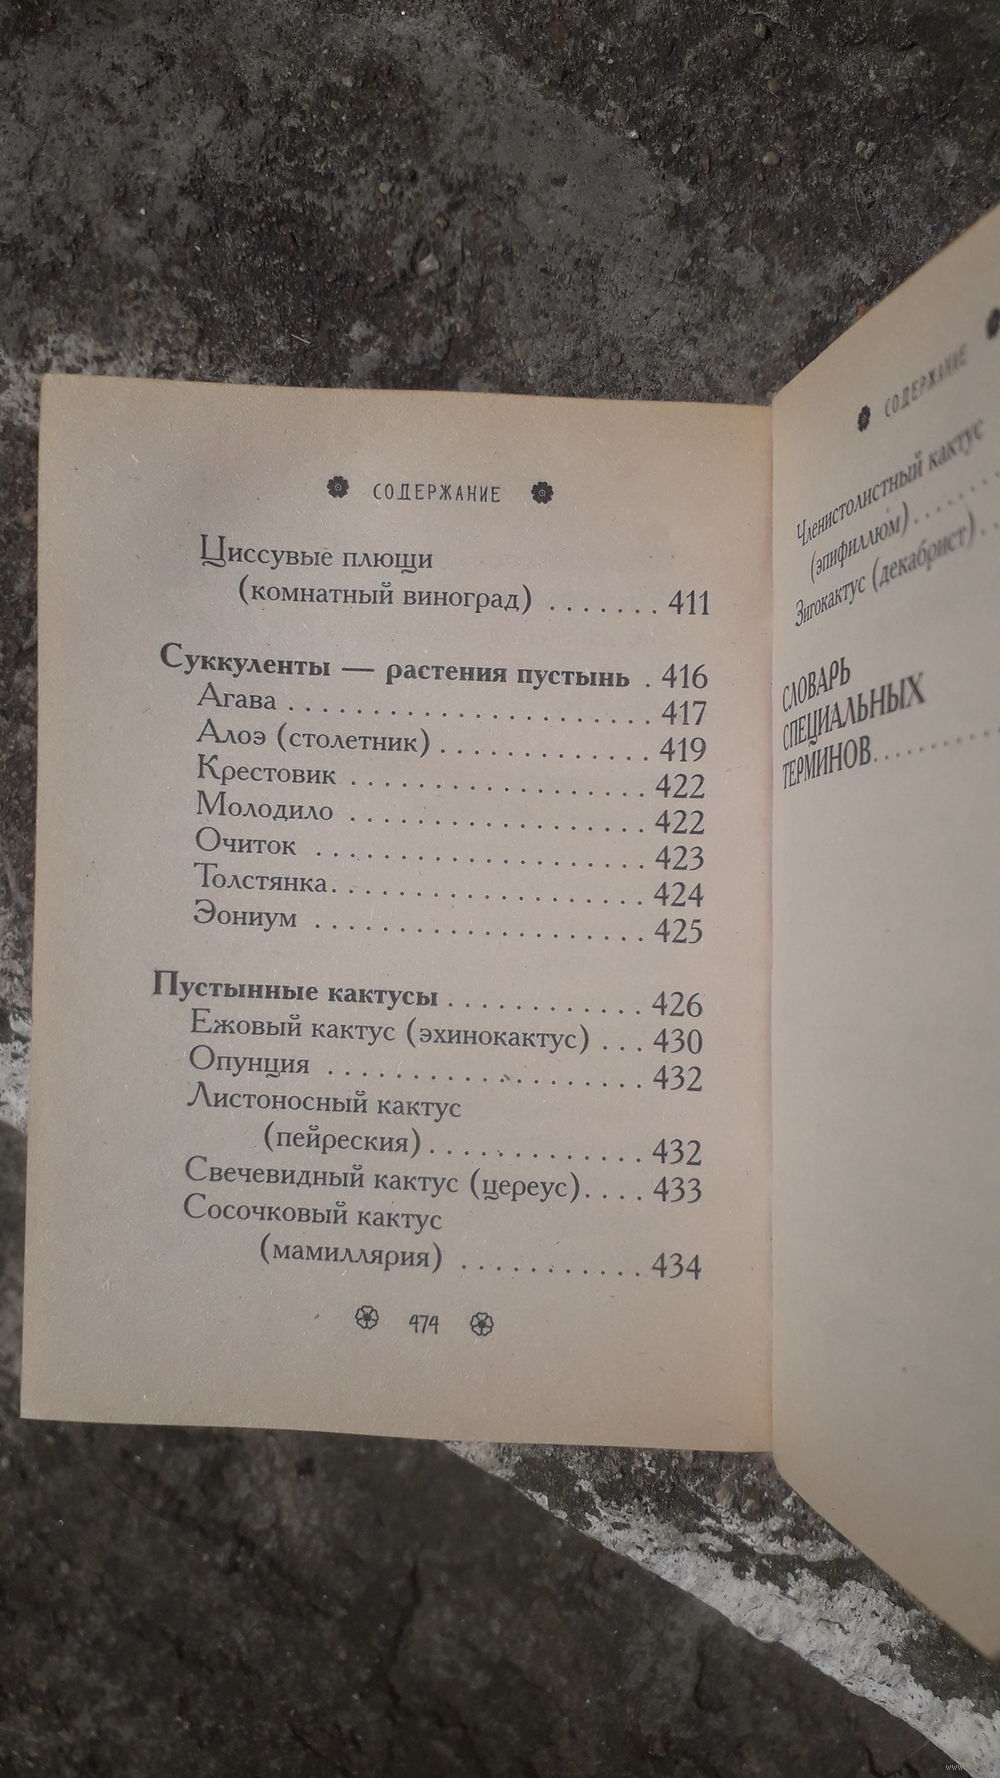 СОДЕРЖАНИЕ
Циссувые плющи
(комнатный виноград) . . . . . . . 411
Суккуленты — растения пустынь . 416
Агава . . . . . . . . . . . . . . . . . . . . . . 417
Алоэ (столетник) . . . . . . . . . . . . . 419
Крестовик . . . . . . . . . . . . . . . . . . 422
Молодило . . . . . . . . . . . . . . . . . . 422
Очиток . . . . . . . . . . . . . . . . . . . . 423
Толстянка. . . . . . . . . . . . . . . . . . . 424
Эониум . . . . . . . . . . . . . . . . . . . . 425
Пустынные кактусы . . . . . . . . . . . . 426
Ежовый кактус (эхинокактус) . . . 430
Опунция . . . . . . . . . . . . . . . . . . . 432
Листоносный кактус
(пейреския) . . . . . . . . . . . . . 432
Свечевидный кактус (цереус). . . . 433
Сосочковый кактус
(мамиллярия) . . . . . . . . . . . 434
474
СОДЕРЖАНИЕ
Членистолистный кактус
(эпифиллюм) . . . . . .
Зигокактус (декабрист) . .
СЛОВАРЬ
СПЕЦИАЛЬНЫХ
ТЕРМИНОВ. . . . . . . . . .